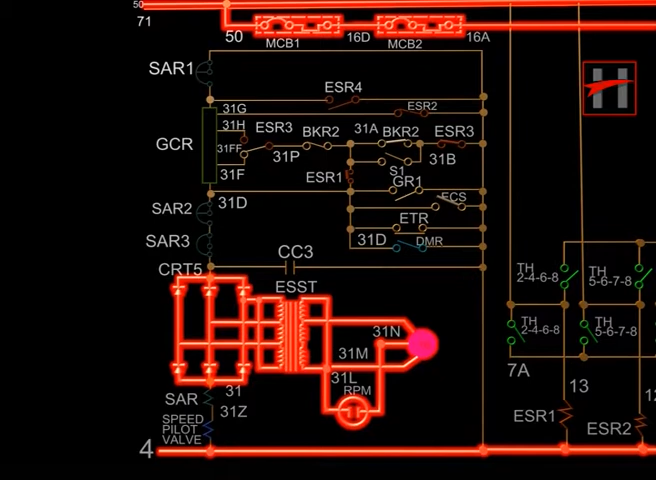 50
71
50
MCB1
16D
MCB2
16A
SAR1
ESR4
31G
ESR2
31H
ESR3
31A
BKR2
BKR2
ESR3
GCR
31FF
31P
S1
31B
31F
ESR1
GR1
31D
ECS
SAR2
ETR
SAR3
31D
DMR
CC3
CRT5
ESST
TH
2-4-6-8
TH
5-6-7-8
TH
2-4-6-8
TH
5-6-7-8
31N
31M
31L
7A
RPM
31
13
SAR
31Z
ESR1
ESR2
SPEED
PILOT
VALVE
4
H